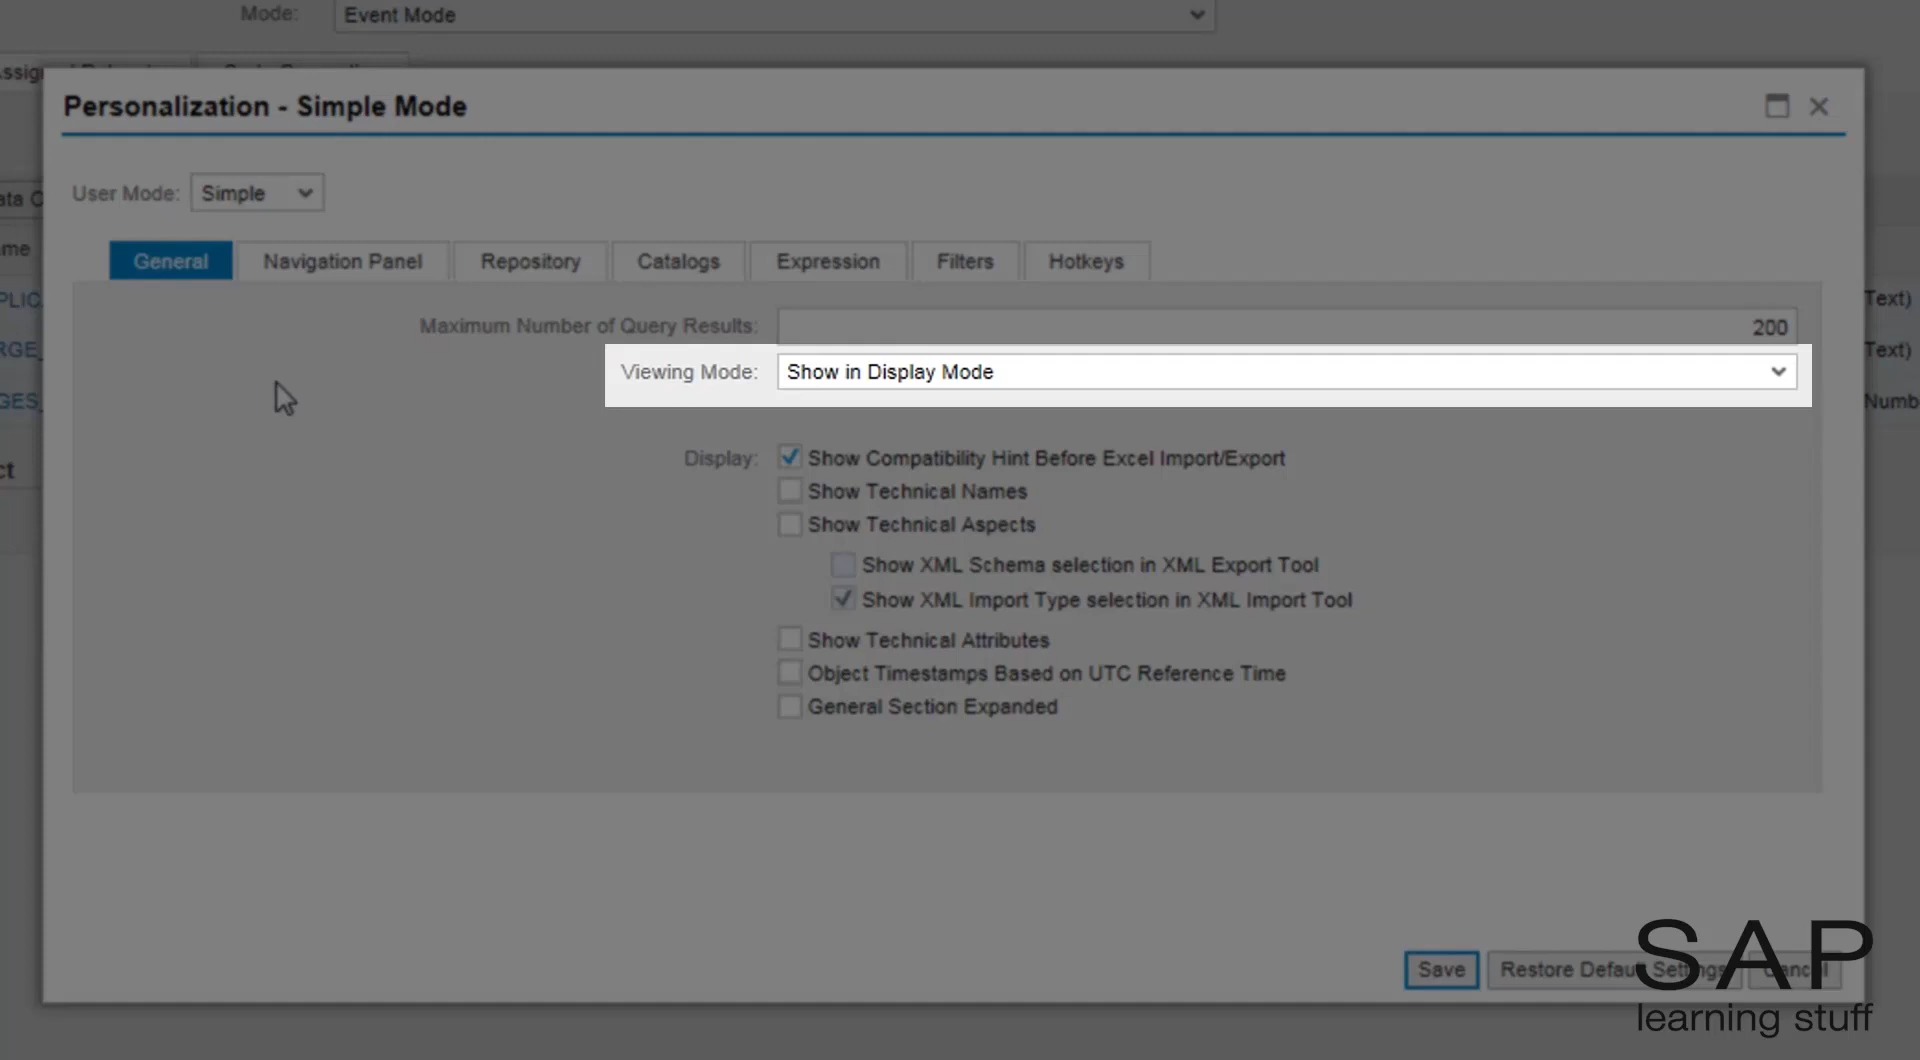 Mode: Event Mode
Personalization - Simple Mode
User Mode: Simple
General Navigation Panel Repository Catalogs Expression Filters Hotkeys
Maximum Number of Query Results: 200
Viewing Mode: Show in Display Mode
Display: Show Compatibility Hint Before Excel Import/Export
Show Technical Names
Show Technical Aspects
Show XML Schema selection in XML Export Tool
Show XML Import Type selection in XML Import Tool
Show Technical Attributes
Object Timestamps Based on UTC Reference Time
General Section Expanded
Text)
Text)
Save Restore Default Settings Cancel
SAP
learning stuff